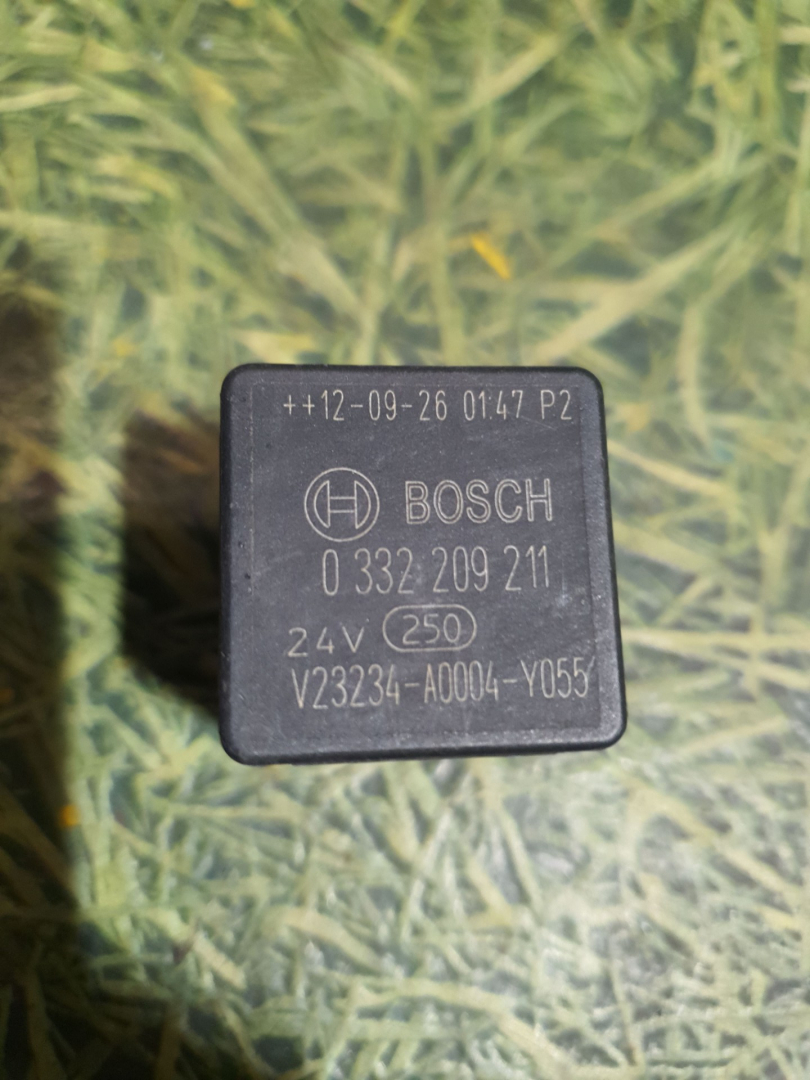 ++12-09-26 01:47 P2
BOSCH
0 332 209 211
24V 250
V23234-A0004-Y055